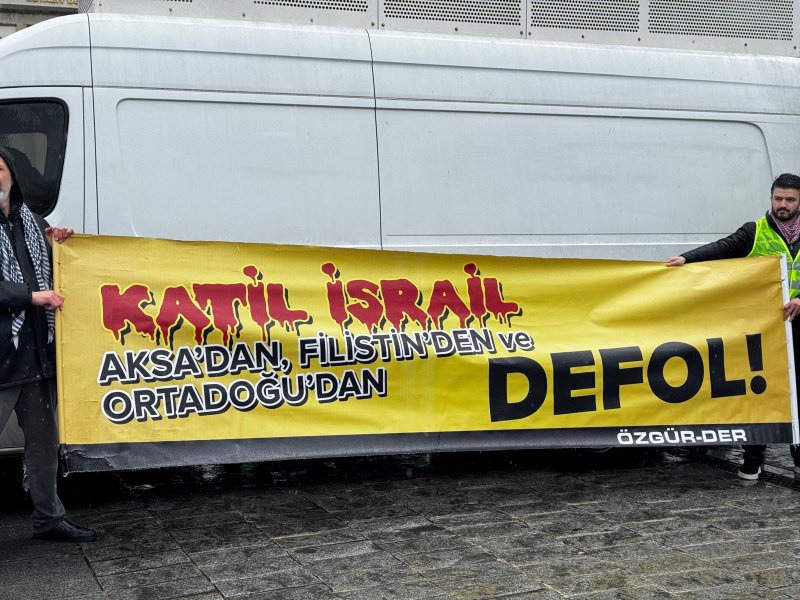 KATİL İSRAİL
AKSA'DAN, FİLİSTİN'DEN ve
ORTADOĞU'DAN
DEFOL!
ÖZGÜR-DER